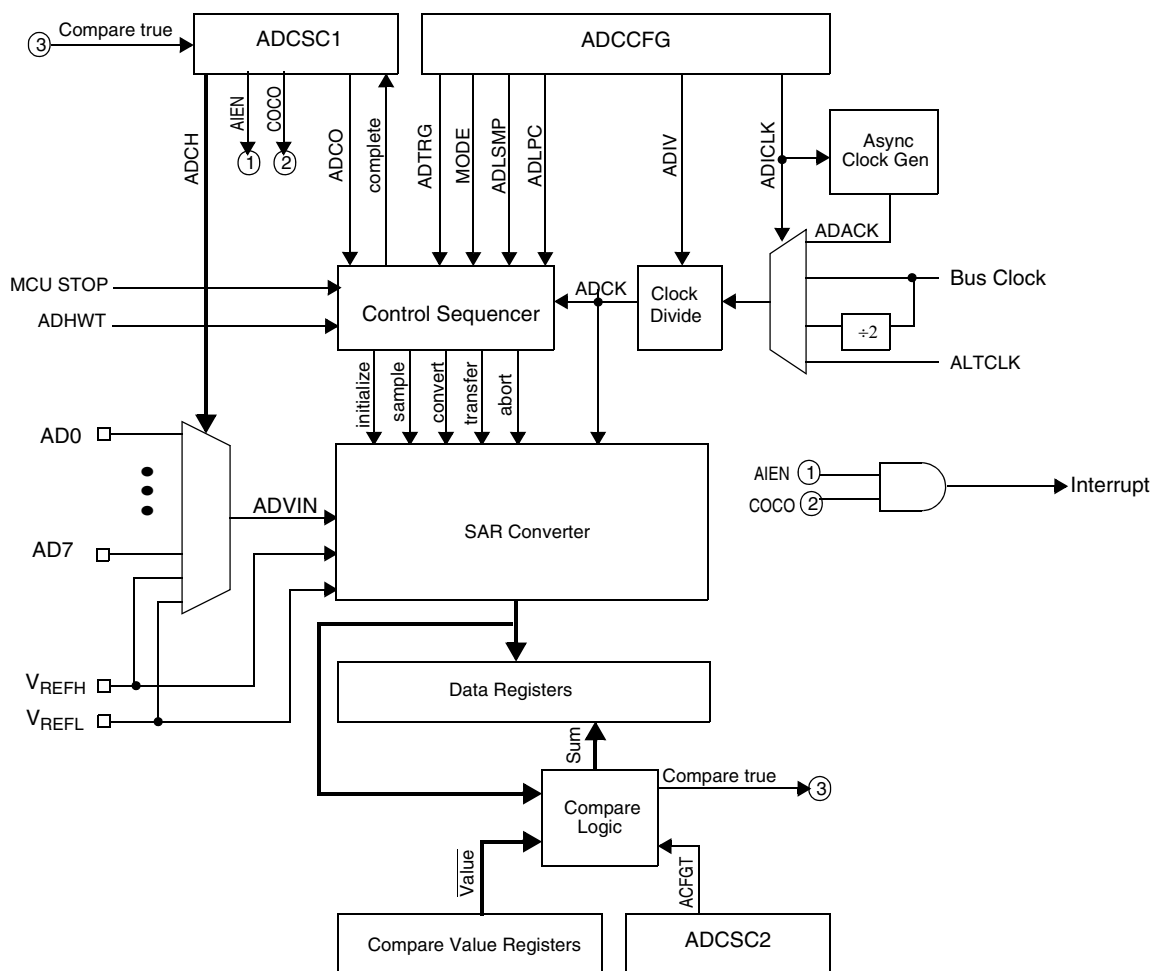 3
Compare true
ADCSC1
ADCCFG
ADCH
AIEN
COCO
1
2
ADCO
complete
ADTRG
MODE
ADLSMP
ADLPC
ADIV
ADICLK
Async
Clock Gen
ADACK
MCU STOP
ADHWT
Control Sequencer
ADCK
Clock
Divide
Bus Clock
÷2
ALTCLK
initialize
sample
convert
transfer
abort
AD0
AD7
ADVIN
SAR Converter
AIEN 1
COCO 2
Interrupt
VREFH
VREFL
Data Registers
Sum
Compare true
3
Compare
Logic
Value
ACFGT
Compare Value Registers
ADCSC2